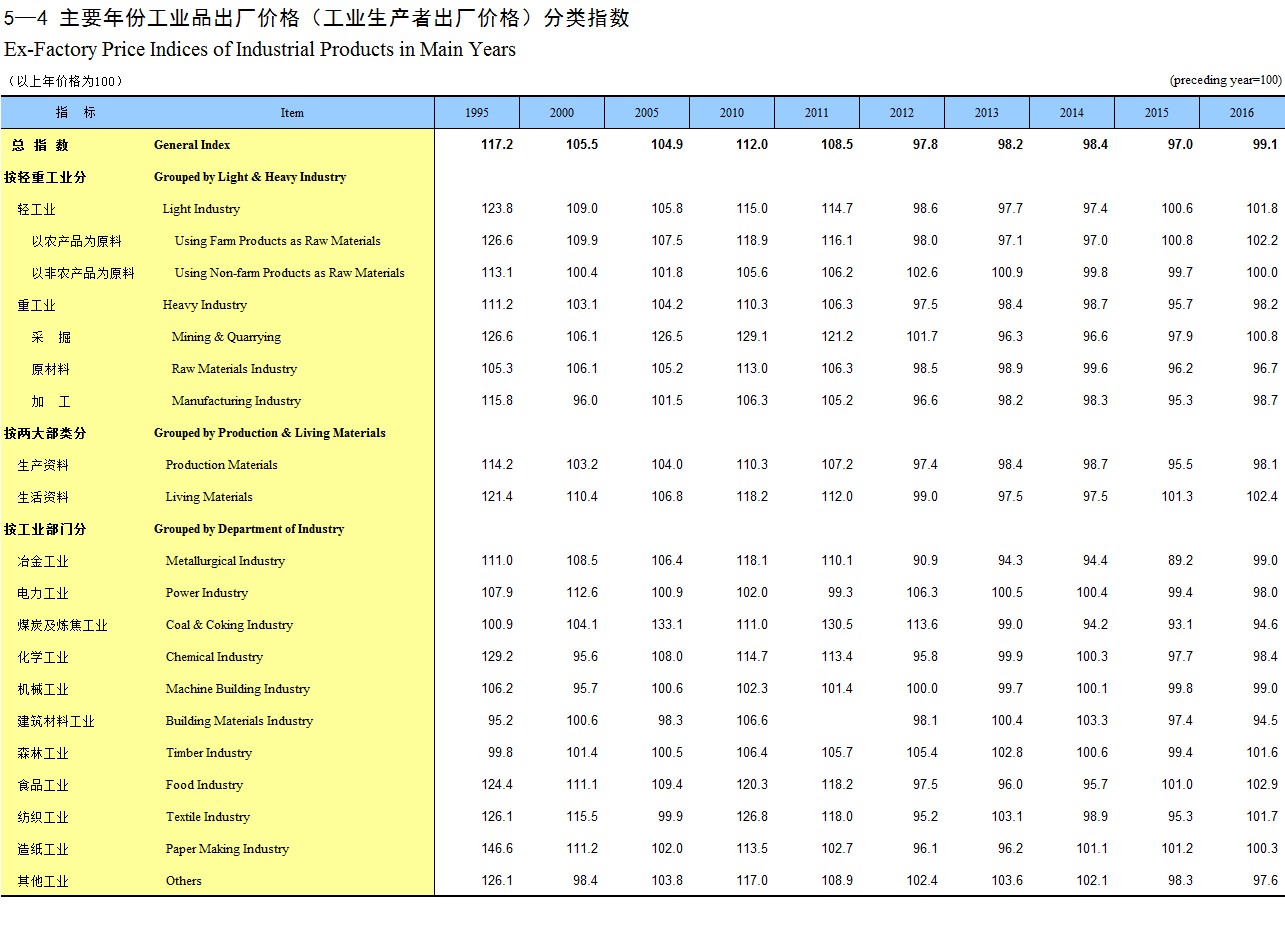 5—4 主要年份工业品出厂价格（工业生产者出厂价格）分类指数
Ex-Factory Price Indices of Industrial Products in Main Years
（以上年价格为100） (preceding year=100)
指 标 Item 1995 2000 2005 2010 2011 2012 2013 2014 2015 2016
总 指 数 General Index 117.2 105.5 104.9 112.0 108.5 97.8 98.2 98.4 97.0 99.1
按轻重工业分 Grouped by Light & Heavy Industry
轻工业 Light Industry 123.8 109.0 105.8 115.0 114.7 98.6 97.7 97.4 100.6 101.8
以农产品为原料 Using Farm Products as Raw Materials 126.6 109.9 107.5 118.9 116.1 98.0 97.1 97.0 100.8 102.2
以非农产品为原料 Using Non-farm Products as Raw Materials 113.1 100.4 101.8 105.6 106.2 102.6 100.9 99.8 99.7 100.0
重工业 Heavy Industry 111.2 103.1 104.2 110.3 106.3 97.5 98.4 98.7 95.7 98.2
采 掘 Mining & Quarrying 126.6 106.1 126.5 129.1 121.2 101.7 96.3 96.6 97.9 100.8
原材料 Raw Materials Industry 105.3 106.1 105.2 113.0 106.3 98.5 98.9 99.6 96.2 96.7
加 工 Manufacturing Industry 115.8 96.0 101.5 106.3 105.2 96.6 98.2 98.3 95.3 98.7
按两大部类分 Grouped by Production & Living Materials
生产资料 Production Materials 114.2 103.2 104.0 110.3 107.2 97.4 98.4 98.7 95.5 98.1
生活资料 Living Materials 121.4 110.4 106.8 118.2 112.0 99.0 97.5 97.5 101.3 102.4
按工业部门分 Grouped by Department of Industry
冶金工业 Metallurgical Industry 111.0 108.5 106.4 118.1 110.1 90.9 94.3 94.4 89.2 99.0
电力工业 Power Industry 107.9 112.6 100.9 102.0 99.3 106.3 100.5 100.4 99.4 98.0
煤炭及炼焦工业 Coal & Coking Industry 100.9 104.1 133.1 111.0 130.5 113.6 99.0 94.2 93.1 94.6
化学工业 Chemical Industry 129.2 95.6 108.0 114.7 113.4 95.8 99.9 100.3 97.7 98.4
机械工业 Machine Building Industry 106.2 95.7 100.6 102.3 101.4 100.0 99.7 100.1 99.8 99.0
建筑材料工业 Building Materials Industry 95.2 100.6 98.3 106.6 98.1 100.4 103.3 97.4 94.5
森林工业 Timber Industry 99.8 101.4 100.5 106.4 105.7 105.4 102.8 100.6 99.4 101.6
食品工业 Food Industry 124.4 111.1 109.4 120.3 118.2 97.5 96.0 95.7 101.0 102.9
纺织工业 Textile Industry 126.1 115.5 99.9 126.8 118.0 95.2 103.1 98.9 95.3 101.7
造纸工业 Paper Making Industry 146.6 111.2 102.0 113.5 102.7 96.1 96.2 101.1 101.2 100.3
其他工业 Others 126.1 98.4 103.8 117.0 108.9 102.4 103.6 102.1 98.3 97.6